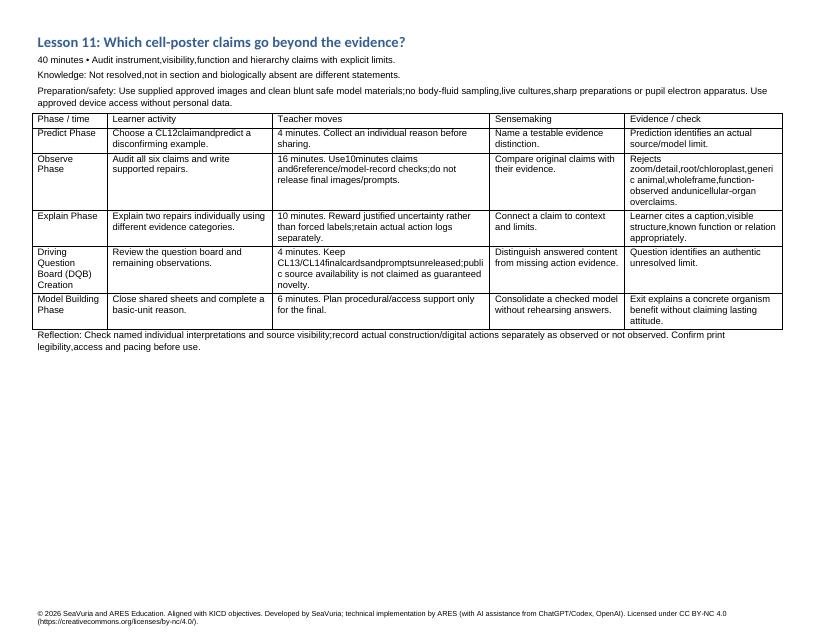 Lesson 11: Which cell-poster claims go beyond the evidence?
40 minutes • Audit instrument,visibility,function and hierarchy claims with explicit limits.
Knowledge: Not resolved,not in section and biologically absent are different statements.
Preparation/safety: Use supplied approved images and clean blunt safe model materials;no body-fluid sampling,live cultures,sharp preparations or pupil electron apparatus. Use
approved device access without personal data.
Phase / time
Learner activity
Teacher moves
Sensemaking
Evidence / check
Predict Phase
Choose a CL12claimandpredict a
disconfirming example.
4 minutes. Collect an individual reason before
sharing.
Name a testable evidence
distinction.
Prediction identifies an actual
source/model limit.
Observe
Phase
Audit all six claims and write
supported repairs.
16 minutes. Use10minutes claims
and6reference/model-record checks;do not
release final images/prompts.
Compare original claims with
their evidence.
Rejects
zoom/detail,root/chloroplast,generi
c animal,wholeframe,function-
observed andunicellular-organ
overclaims.
Explain Phase
Explain two repairs individually using
different evidence categories.
10 minutes. Reward justified uncertainty rather
than forced labels;retain actual action logs
separately.
Connect a claim to context
and limits.
Learner cites a caption,visible
structure,known function or relation
appropriately.
Driving
Question
Board (DQB)
Creation
Review the question board and
remaining observations.
4 minutes. Keep
CL13/CL14finalcardsandpromptsunreleased;publi
c source availability is not claimed as guaranteed
novelty.
Distinguish answered content
from missing action evidence.
Question identifies an authentic
unresolved limit.
Model Building
Phase
Close shared sheets and complete a
basic-unit reason.
6 minutes. Plan procedural/access support only
for the final.
Consolidate a checked model
without rehearsing answers.
Exit explains a concrete organism
benefit without claiming lasting
attitude.
Reflection: Check named individual interpretations and source visibility;record actual construction/digital actions separately as observed or not observed. Confirm print
legibility,access and pacing before use.
© 2026 SeaVuria and ARES Education. Aligned with KICD objectives. Developed by SeaVuria; technical implementation by ARES (with AI assistance from ChatGPT/Codex, OpenAI). Licensed under CC BY-NC 4.0
(https://creativecommons.org/licenses/by-nc/4.0/).